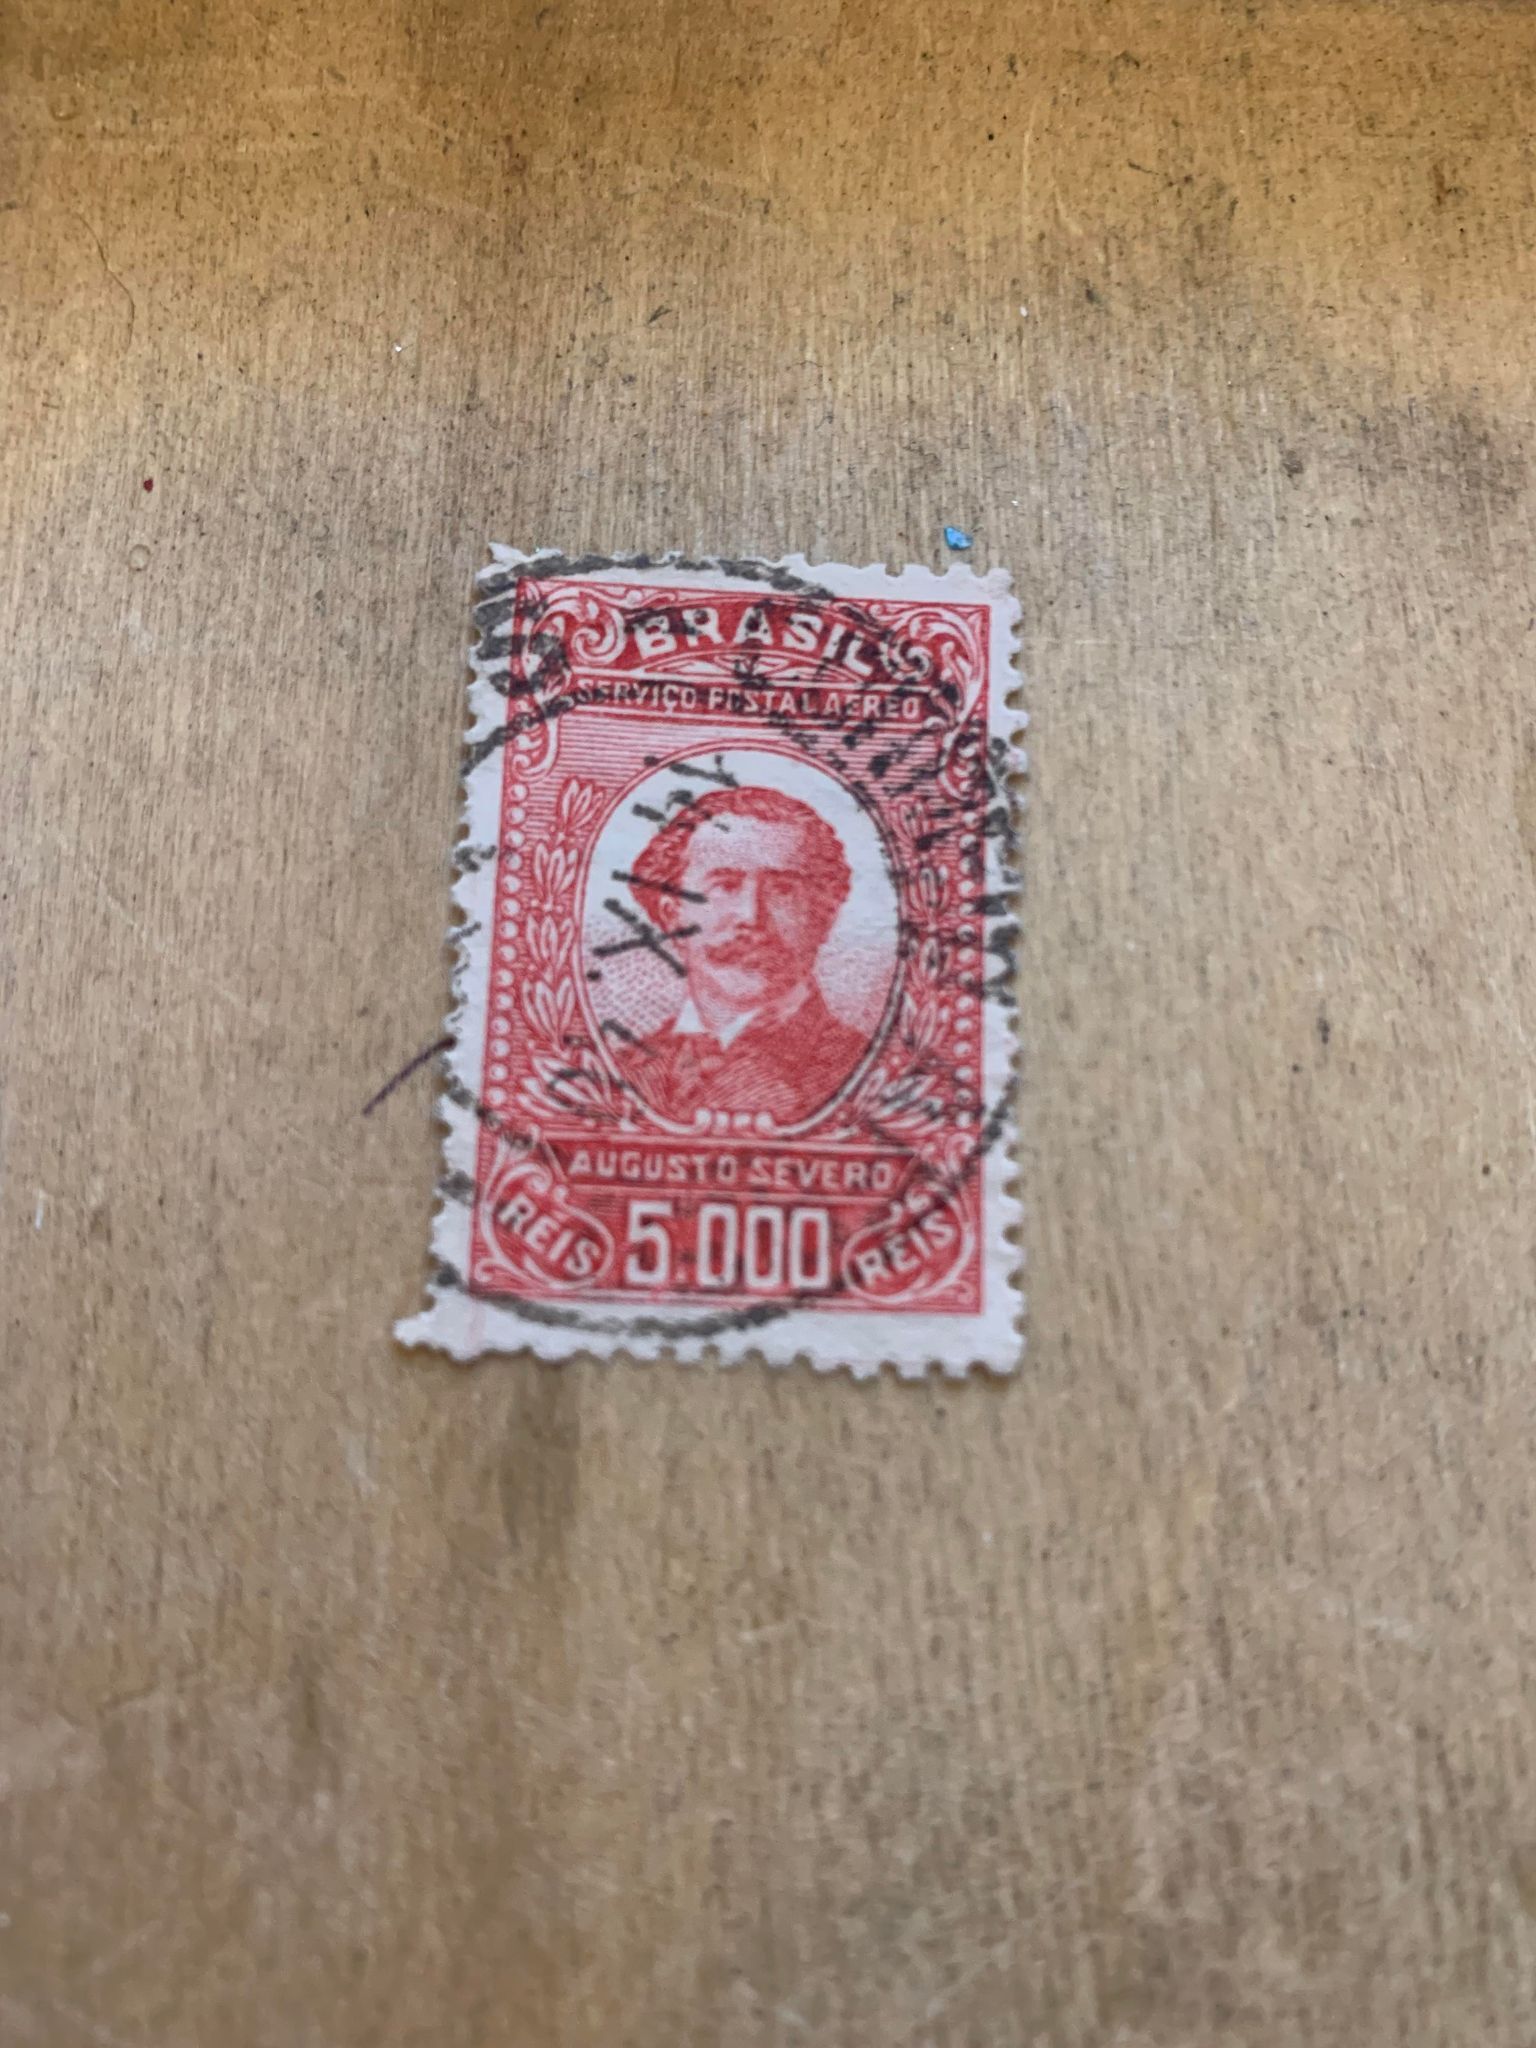 BRASIL
SERVIÇO POSTAL AEREO
AUGUSTO SEVERO
REIS 5.000 REIS